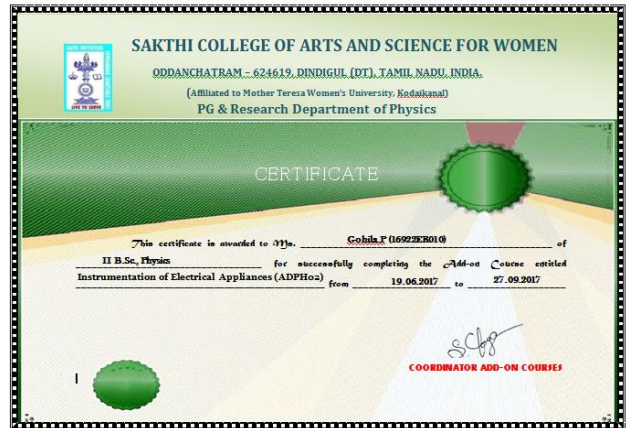 SAKTHI COLLEGE OF ARTS AND SCIENCE FOR WOMEN
ODDANCHATRAM – 624619, DINDIGUL (DT), TAMIL NADU, INDIA.
(Affiliated to Mother Teresa Women's University, Kodaikanal)
PG & Research Department of Physics
LIVE TO SERVE
CERTIFICATE
This certificate is awarded to Ms. Gohila.P (16922ER010) of
II B.Sc., Physics for successfully completing the Add-on Course entitled
Instrumentation of Electrical Appliances (ADPH02) from 19.06.2017 to 27.09.2017
COORDINATOR ADD-ON COURSES